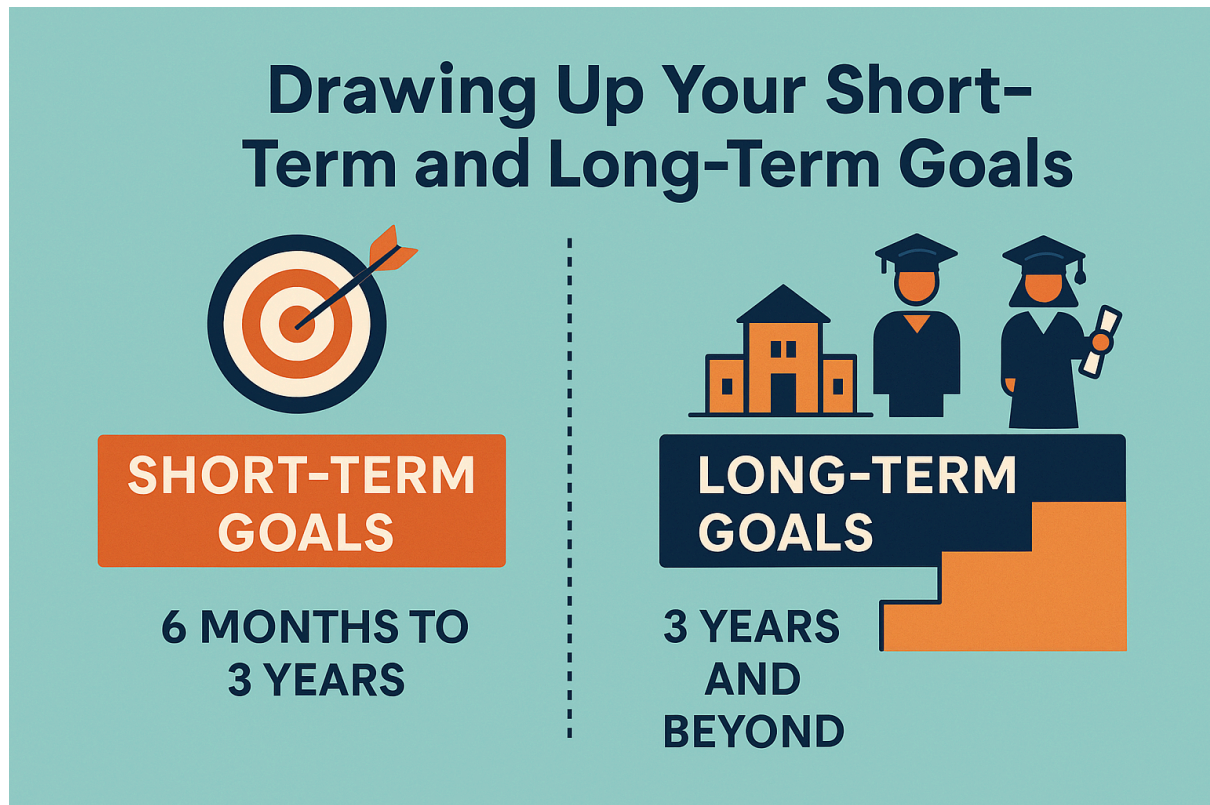 Drawing Up Your Short-
Term and Long-Term Goals
SHORT-TERM
GOALS
6 MONTHS TO
3 YEARS
LONG-TERM
GOALS
3 YEARS
AND
BEYOND